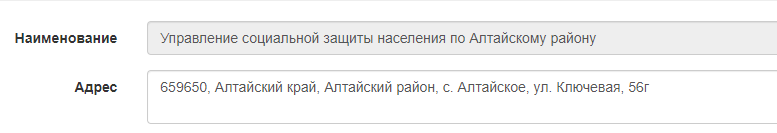 Наименование Управление социальной защиты населения по Алтайскому району
Адрес 659650, Алтайский край, Алтайский район, с. Алтайское, ул. Ключевая, 56г